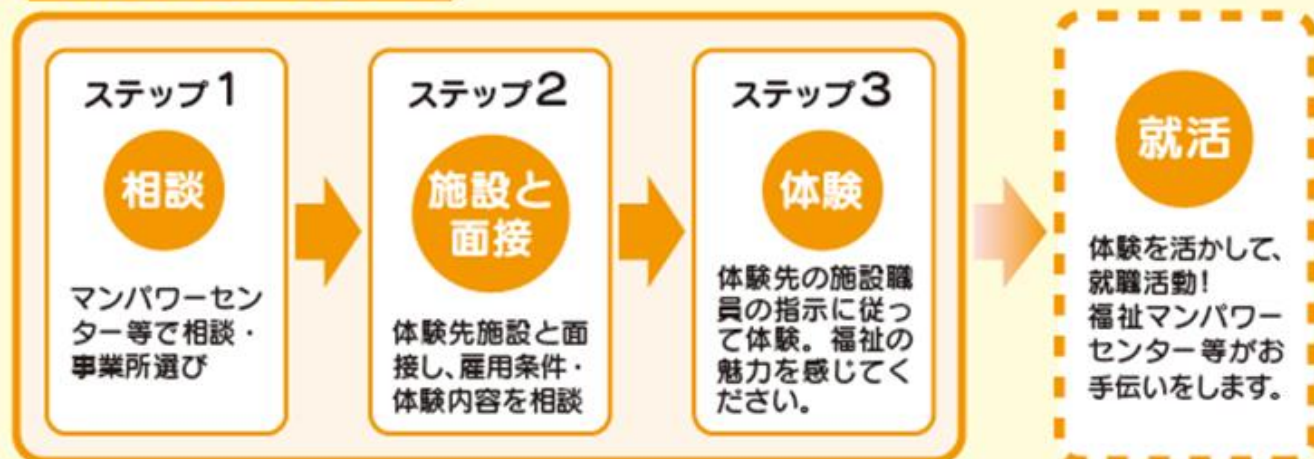 ステップ1
相談
マンパワーセン
ター等で相談・
事業所選び
ステップ2
施設と
面接
体験先施設と面
接し、雇用条件・
体験内容を相談
ステップ3
体験
体験先の施設職
員の指示に従っ
て体験。福祉の
魅力を感じてく
ださい。
就活
体験を活かして、
就職活動!
福祉マンパワー
センター等がお
手伝いをします。